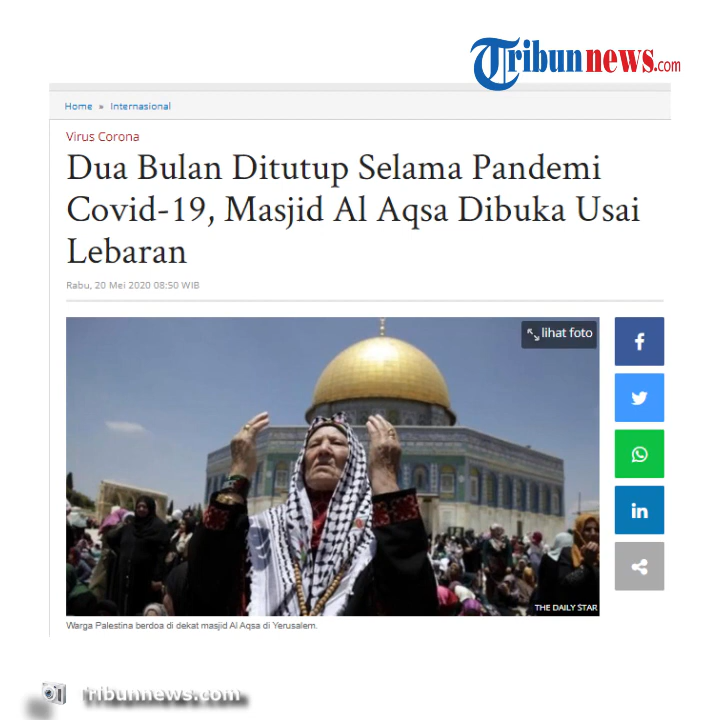 Tribunnews.com
Home » Internasional
Virus Corona
Dua Bulan Ditutup Selama Pandemi
Covid-19, Masjid Al Aqsa Dibuka Usai
Lebaran
Rabu, 20 Mei 2020 08:50 WIB
lihat foto
THE DAILY STAR
Warga Palestina berdoa di dekat masjid Al Aqsa di Yerusalem.
Tribunnews.com